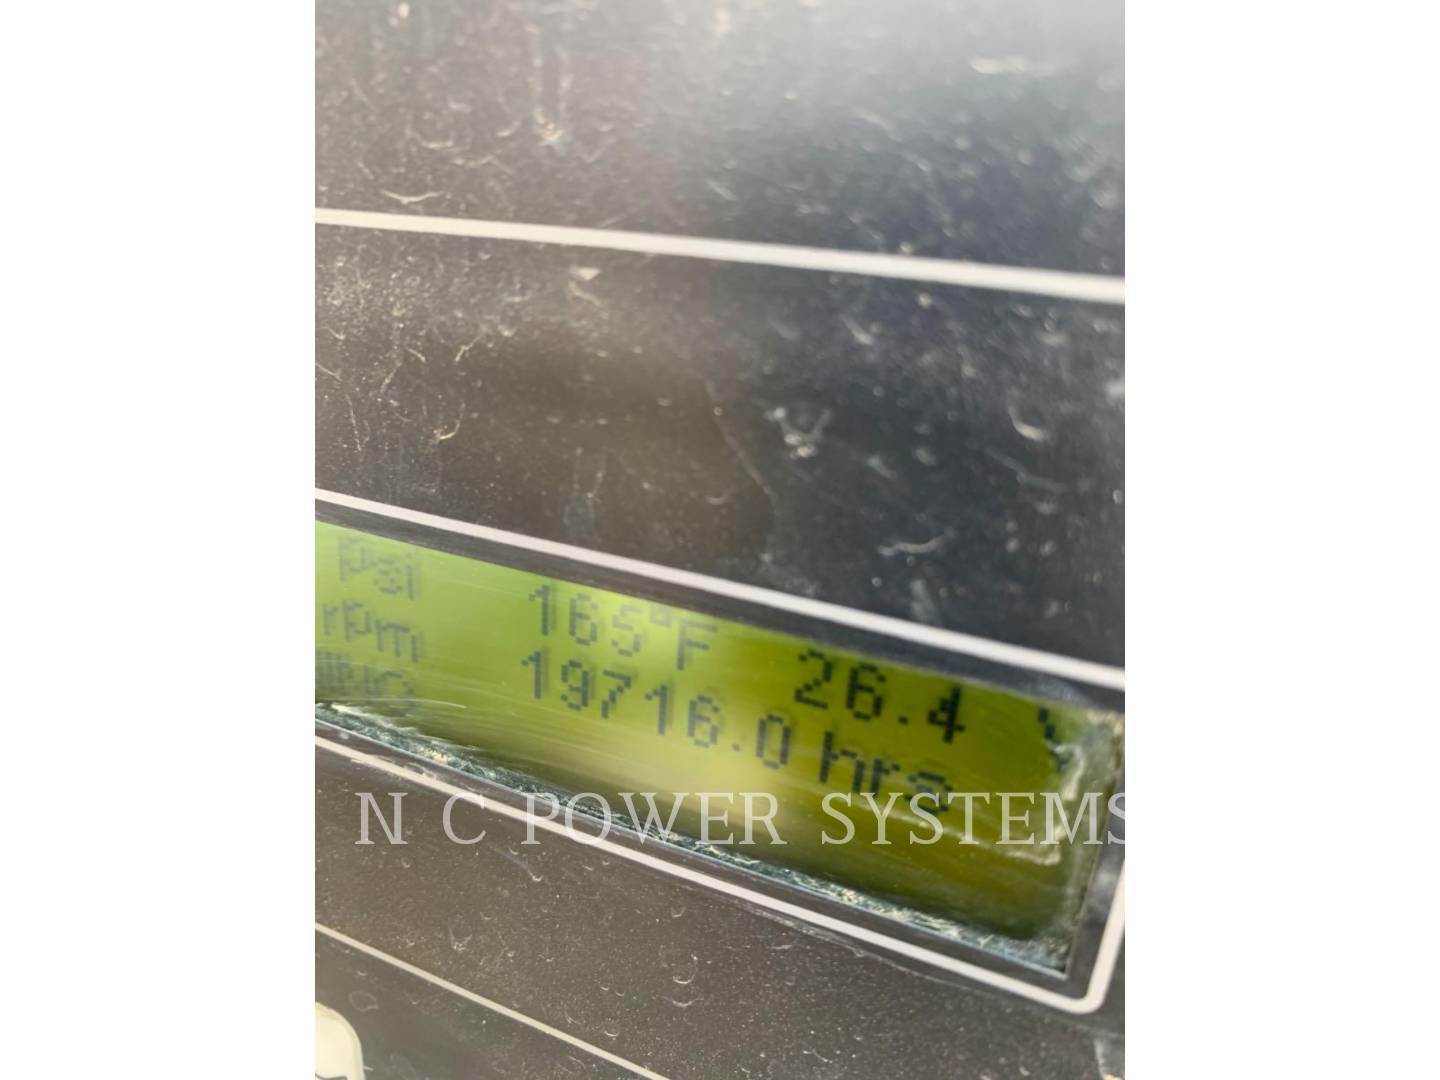 psi 165°F 26.4
rpm 19716.0 hrs
N C POWER SYSTEMS